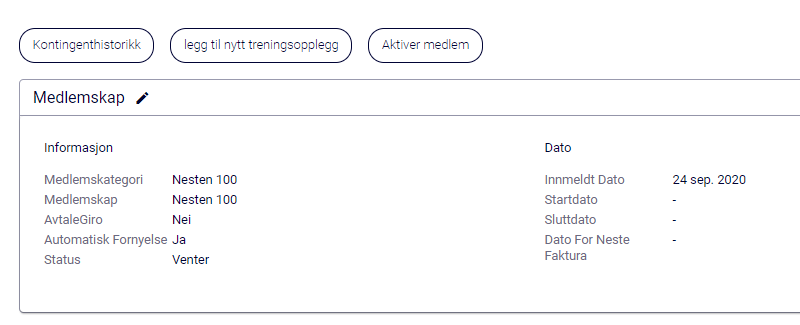 Kontingenthistorikk legg til nytt treningsopplegg Aktiver medlem
Medlemskap
Informasjon
Medlemskategori Nesten 100
Medlemskap Nesten 100
AvtaleGiro Nei
Automatisk Fornyelse Ja
Status Venter
Dato
Innmeldt Dato 24 sep. 2020
Startdato -
Sluttdato -
Dato For Neste -
Faktura